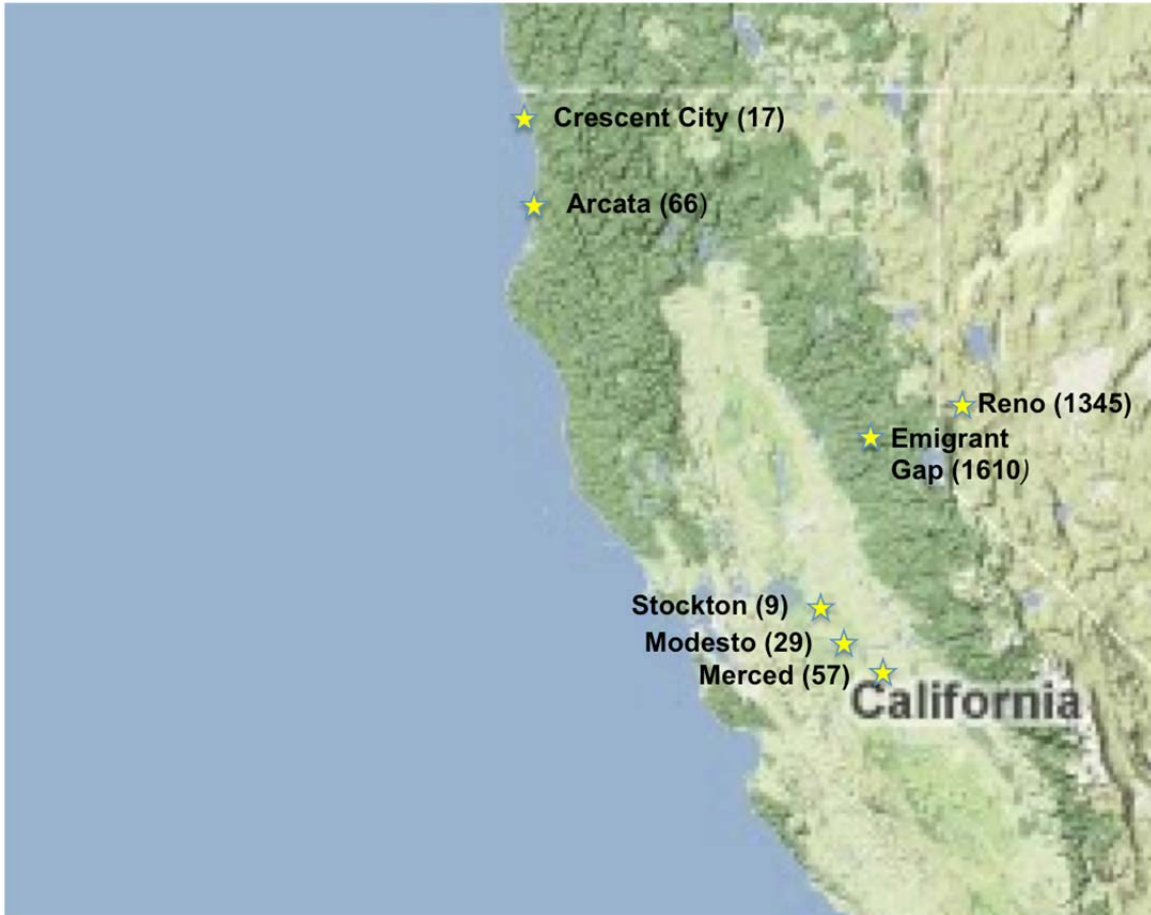 Crescent City (17)
Arcata (66)
Reno (1345)
Emigrant
Gap (1610)
Stockton (9)
Modesto (29)
Merced (57)
California